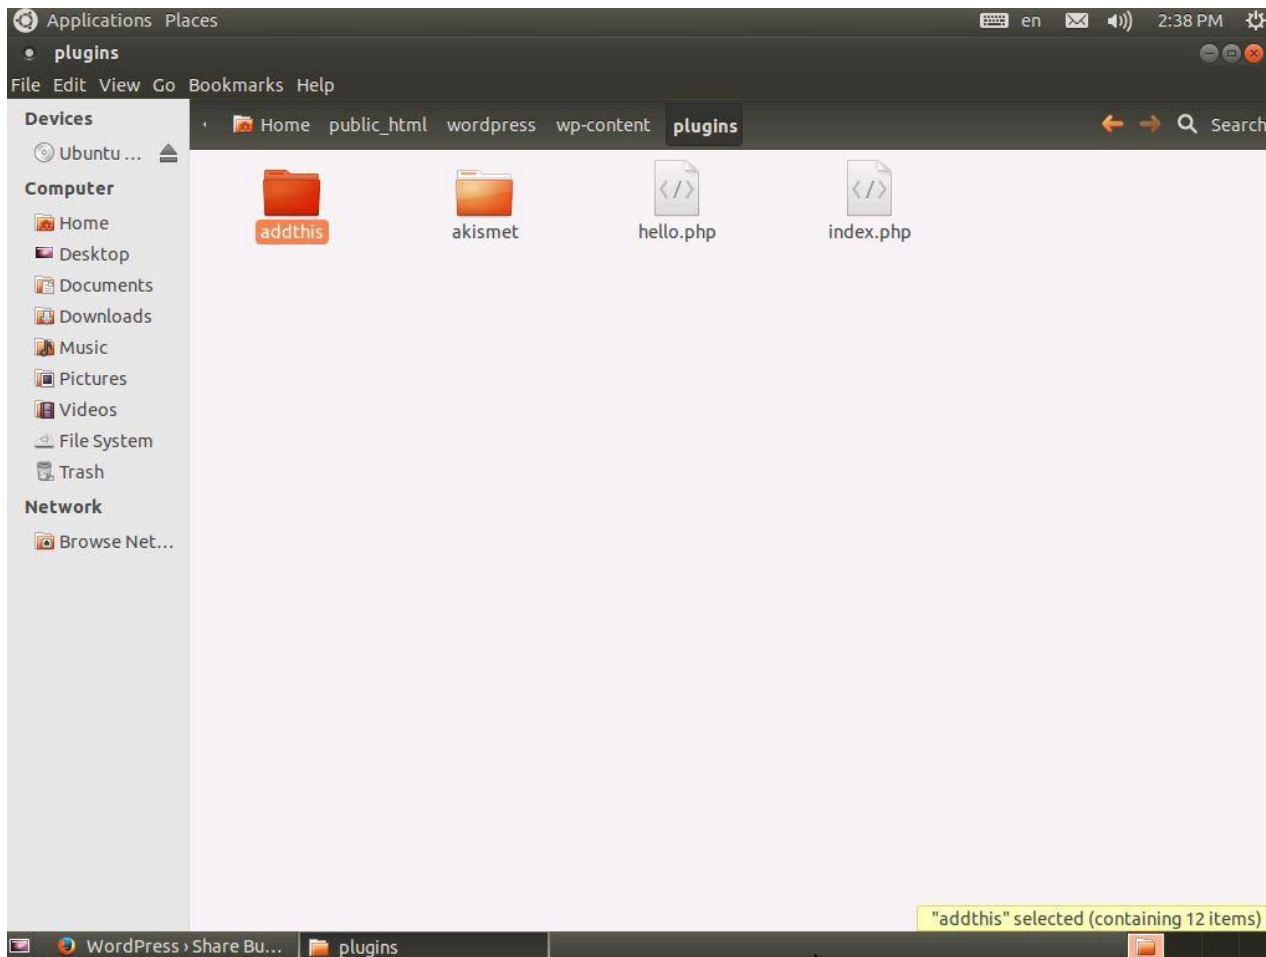 Applications Places en 2:38 PM
plugins
File Edit View Go Bookmarks Help
Devices
Home public_html wordpress wp-content plugins Search
Ubuntu ...
Computer
Home
Desktop
Documents
Downloads
Music
Pictures
Videos
File System
Trash
Network
Browse Net...
addthis akismet hello.php index.php
"addthis" selected (containing 12 items)
WordPress › Share Bu... plugins